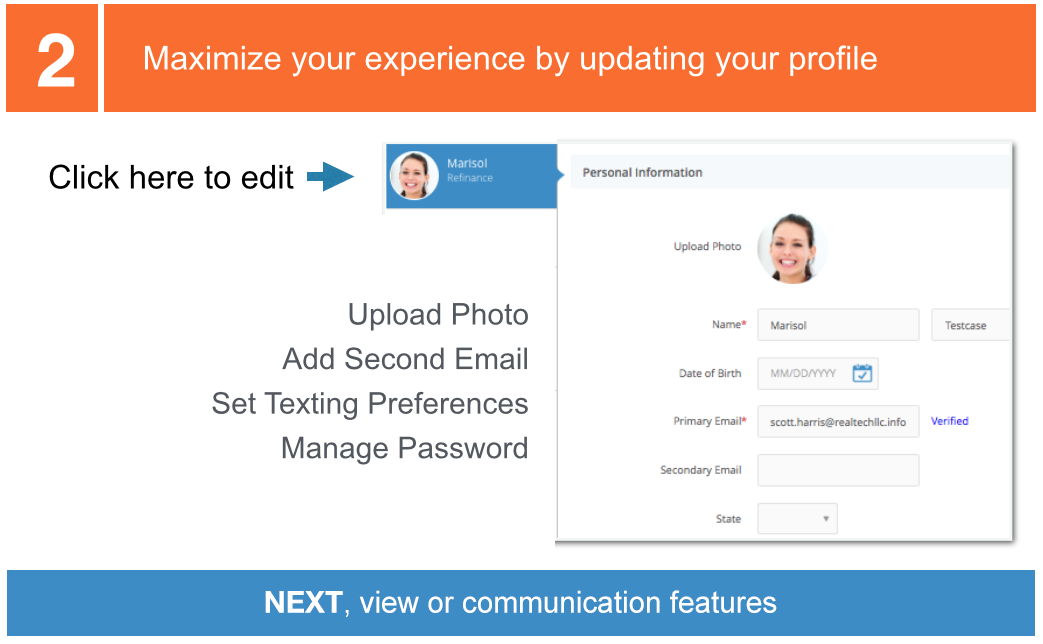 2
Maximize your experience by updating your profile
Click here to edit
Marisol
Refinance
Personal Information
Upload Photo
Upload Photo
Add Second Email
Set Texting Preferences
Manage Password
Name* Marisol Testcase
Date of Birth MM/DD/YYYY
Primary Email* scott.harris@realtechllc.info Verified
Secondary Email
State
NEXT, view or communication features